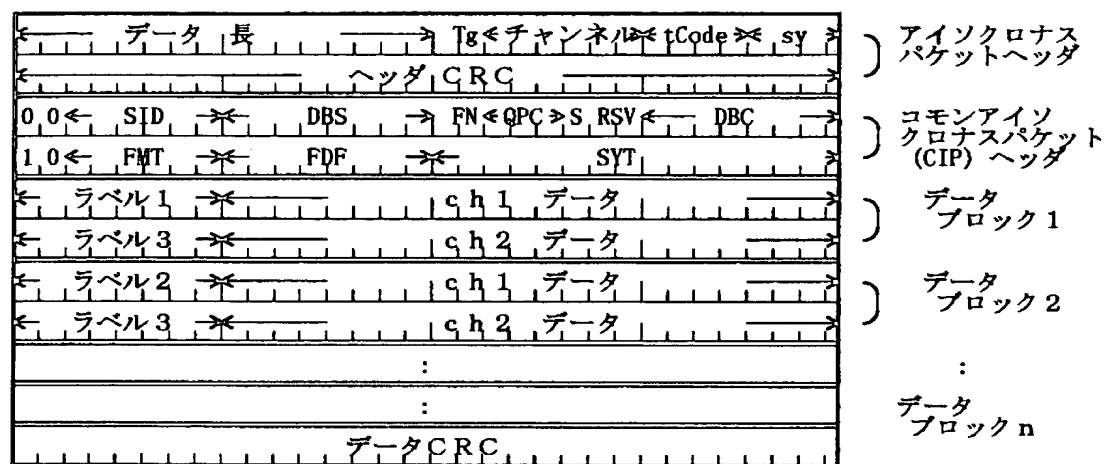 データ長 Tg チャンネル tCode sy
ヘッダCRC
アイソクロナス
パケットヘッダ
0 0 SID DBS FN QPC S RSV DBC
1 0 FMT FDF SYT
コモンアイソ
クロナスパケット
(CIP) ヘッダ
ラベル1 ch1 データ
ラベル3 ch2 データ
データ
ブロック1
ラベル2 ch1 データ
ラベル3 ch2 データ
データ
ブロック2
: :
:
データ
ブロックn
データCRC